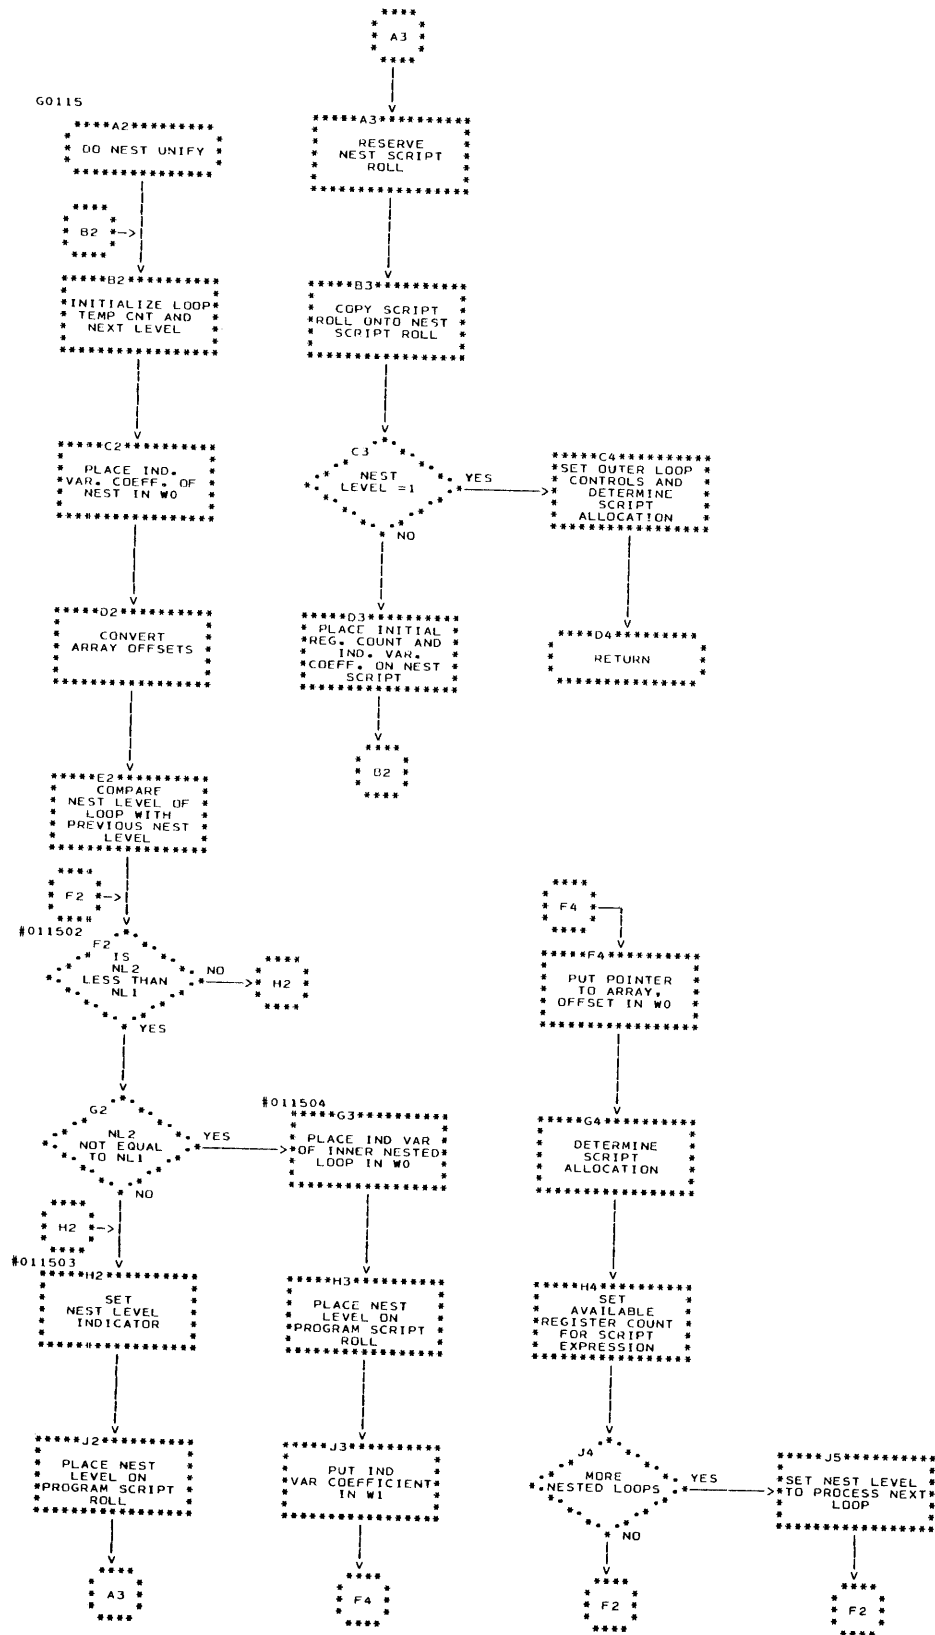 A3
G0115
A2
DO NEST UNIFY
B2
B2
INITIALIZE LOOP
TEMP CNT AND
NEXT LEVEL
C2
PLACE IND.
VAR. COEFF. OF
NEST IN W0
D2
CONVERT
ARRAY OFFSETS
E2
COMPARE
NEST LEVEL OF
LOOP WITH
PREVIOUS NEST
LEVEL
F2
#011502
F2
IS
NL2
LESS THAN
NL1
NO
H2
YES
G2
NL2
NOT EQUAL
TO NL1
YES
NO
H2
#011503
H2
SET
NEST LEVEL
INDICATOR
J2
PLACE NEST
LEVEL ON
PROGRAM SCRIPT
ROLL
A3
A3
RESERVE
NEST SCRIPT
ROLL
B3
COPY SCRIPT
ROLL ONTO NEST
SCRIPT ROLL
C3
NEST
LEVEL =1
YES
NO
D3
PLACE INITIAL
REG. COUNT AND
IND. VAR.
COEFF. ON NEST
SCRIPT
B2
C4
SET OUTER LOOP
CONTROLS AND
DETERMINE
SCRIPT
ALLOCATION
D4
RETURN
#011504
G3
PLACE IND VAR
OF INNER NESTED
LOOP IN W0
H3
PLACE NEST
LEVEL ON
PROGRAM SCRIPT
ROLL
J3
PUT IND
VAR COEFFICIENT
IN W1
F4
F4
F4
PUT POINTER
TO ARRAY,
OFFSET IN W0
G4
DETERMINE
SCRIPT
ALLOCATION
H4
SET
AVAILABLE
REGISTER COUNT
FOR SCRIPT
EXPRESSION
J4
MORE
NESTED LOOPS
YES
NO
F2
J5
SET NEST LEVEL
TO PROCESS NEXT
LOOP
F2